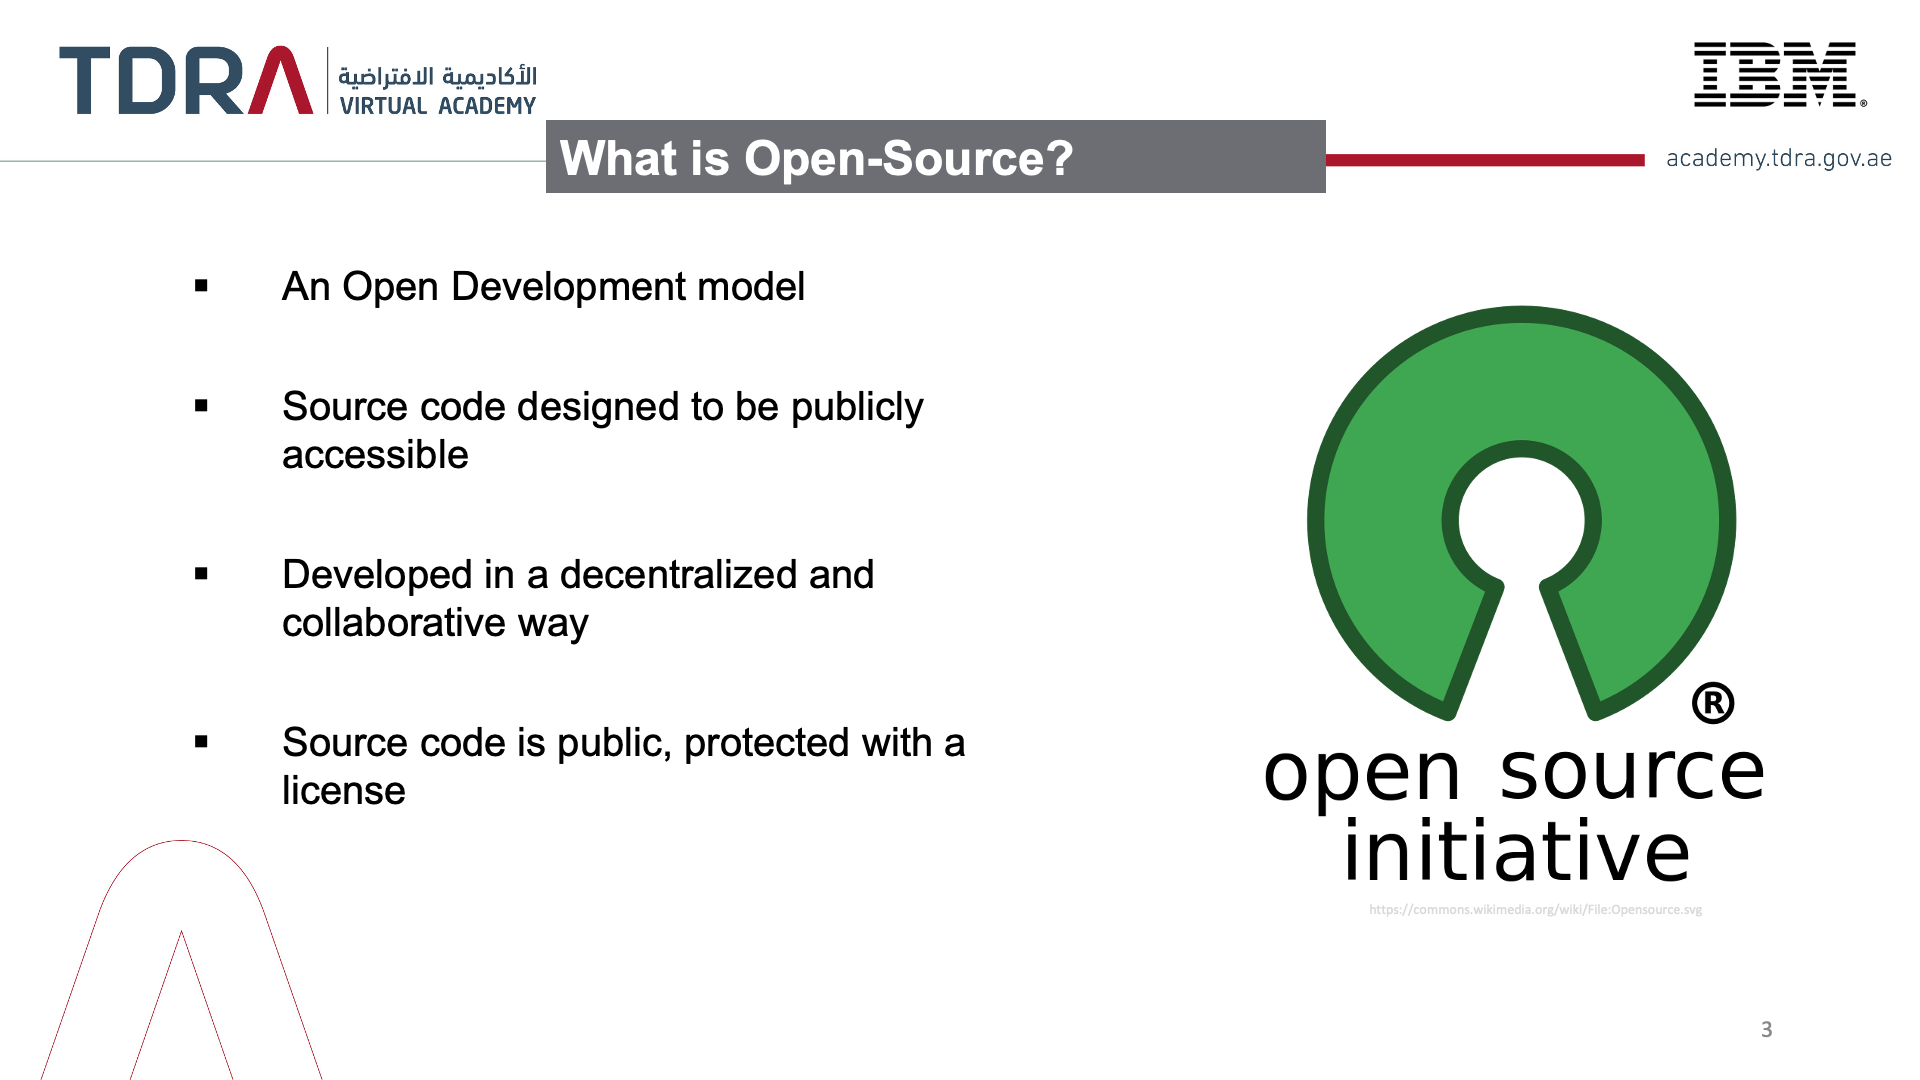 TDRA
الأكاديمية الافتراضية
VIRTUAL ACADEMY
IBM®
What is Open-Source?
academy.tdra.gov.ae
▪ An Open Development model
▪ Source code designed to be publicly
accessible
▪ Developed in a decentralized and
collaborative way
▪ Source code is public, protected with a
license
®
open source
initiative
https://commons.wikimedia.org/wiki/File:Opensource.svg
3